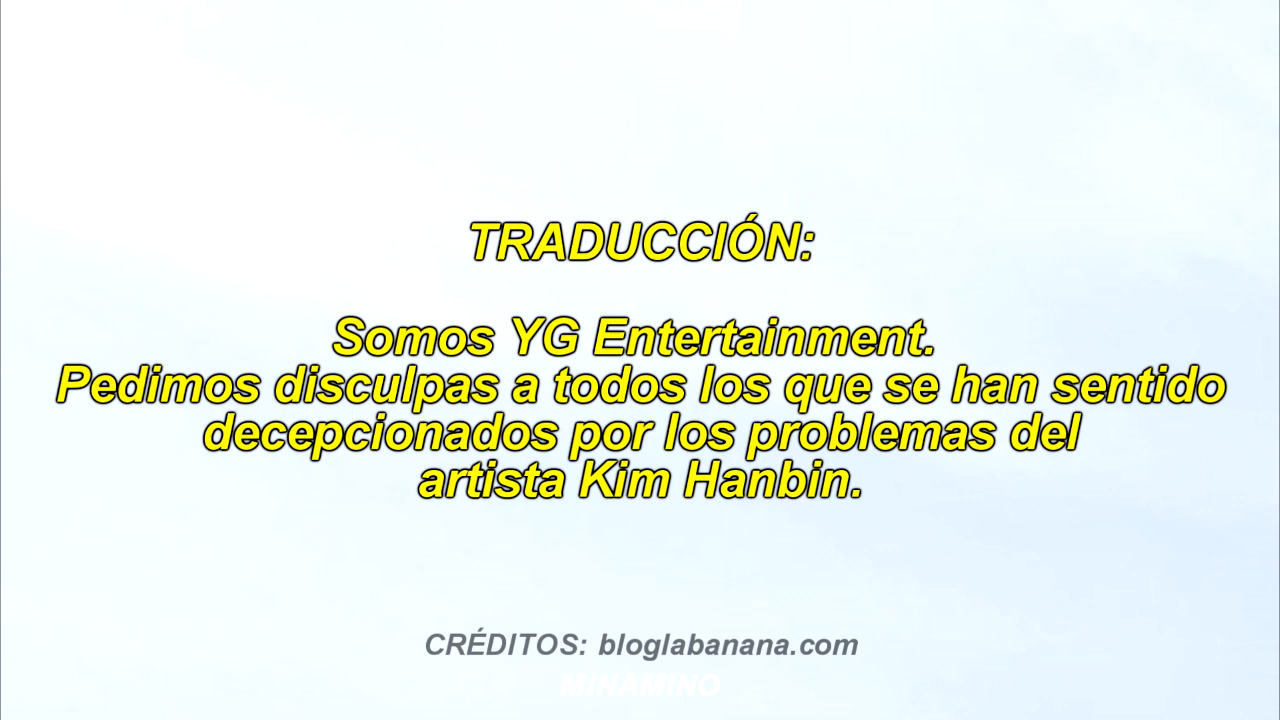 TRADUCCIÓN:
Somos YG Entertainment.
Pedimos disculpas a todos los que se han sentido
decepcionados por los problemas del
artista Kim Hanbin.
CRÉDITOS: bloglabanana.com
MINAMINO